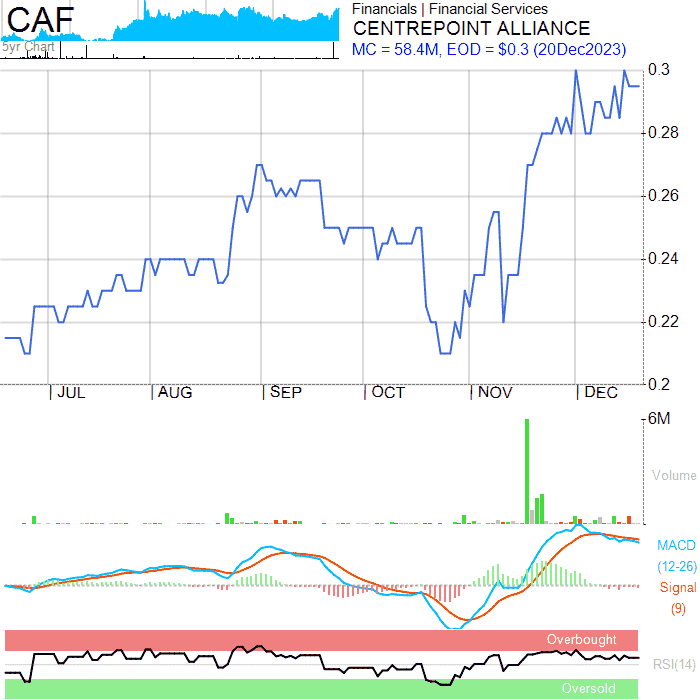 CAF
5yr Chart
Financials | Financial Services
CENTREPOINT ALLIANCE
MC = 58.4M, EOD = $0.3 (20Dec2023)
0.3
0.28
0.26
0.24
0.22
0.2
JUL AUG SEP OCT NOV DEC
6M
Volume
MACD
(12-26)
Signal
(9)
Overbought
RSI(14)
Oversold